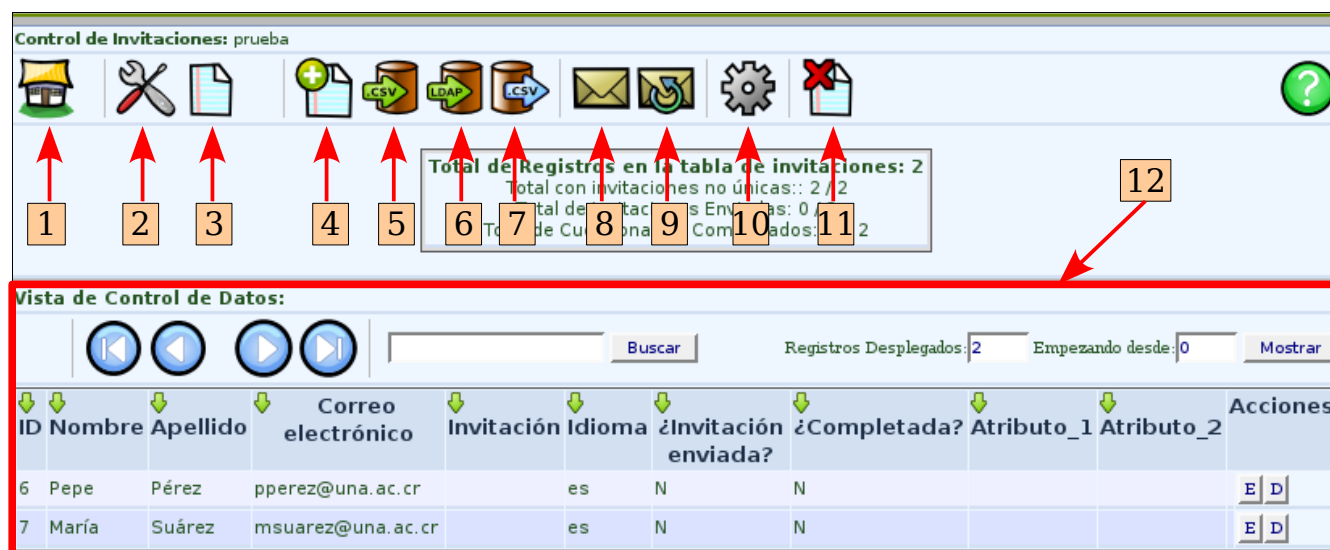 Control de Invitaciones: prueba
.CSV LDAP .CSV ?
Total de Registros en la tabla de invitaciones: 2
Total con invitaciones no únicas:: 2 / 2
12
1 2 3 4 5 6 7 8 9 10 11
Vista de Control de Datos:
Buscar Registros Desplegados: 2 Empezando desde: 0 Mostrar
ID Nombre Apellido Correo electrónico Invitación Idioma ¿Invitación enviada? ¿Completada? Atributo_1 Atributo_2 Acciones
6 Pepe Pérez pperez@una.ac.cr es N N E D
7 María Suárez msuarez@una.ac.cr es N N E D